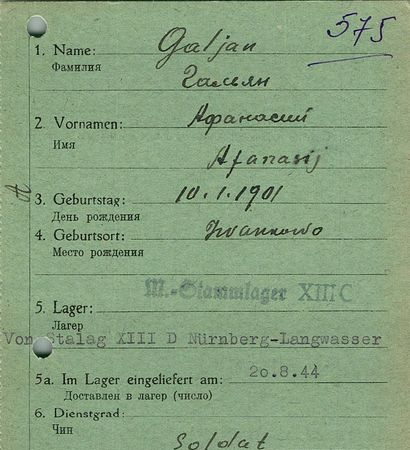 575
1. Name: Galjan
Фамилия
Гальян
2. Vornamen: Афанасий
Имя
Afanasij
3. Geburtstag: 10.1.1901
День рождения
4. Geburtsort: Iwankowo
Место рождения
M.-Stammlager XIII C
5. Lager:
Лагерь
Von Stalag XIII D Nürnberg-Langwasser
5a. Im Lager eingeliefert am: 20.8.44
Доставлен в лагерь (число)
6. Dienstgrad:
Чин
Soldat